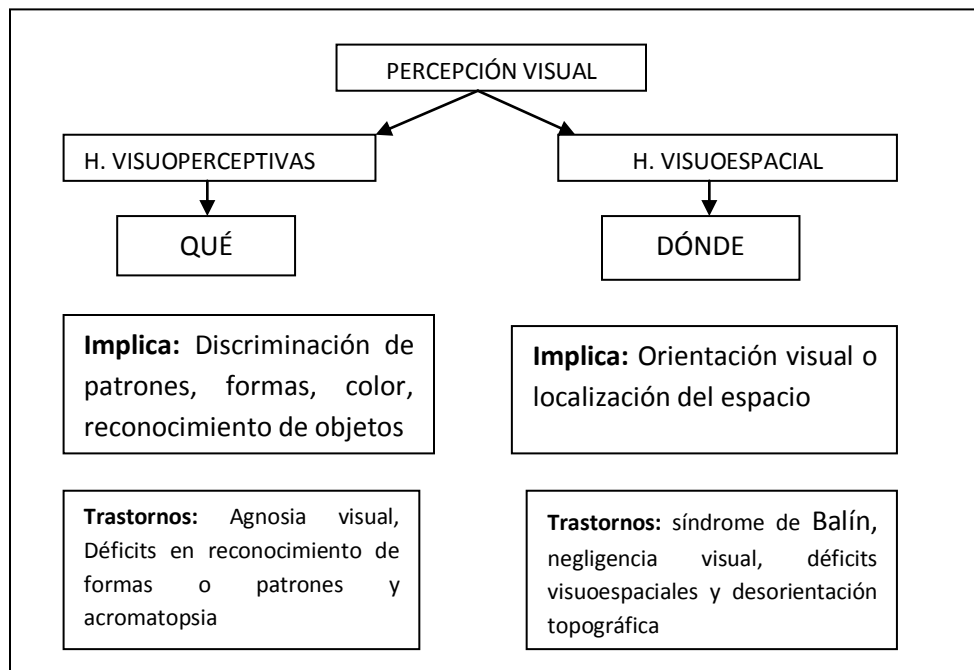 PERCEPCIÓN VISUAL
H. VISUOPERCEPTIVAS
H. VISUOESPACIAL
QUÉ
DÓNDE
Implica: Discriminación de
patrones, formas, color,
reconocimiento de objetos
Implica: Orientación visual o
localización del espacio
Trastornos: Agnosia visual,
Déficits en reconocimiento de
formas o patrones y
acromatopsia
Trastornos: síndrome de Balín,
negligencia visual, déficits
visuoespaciales y desorientación
topográfica